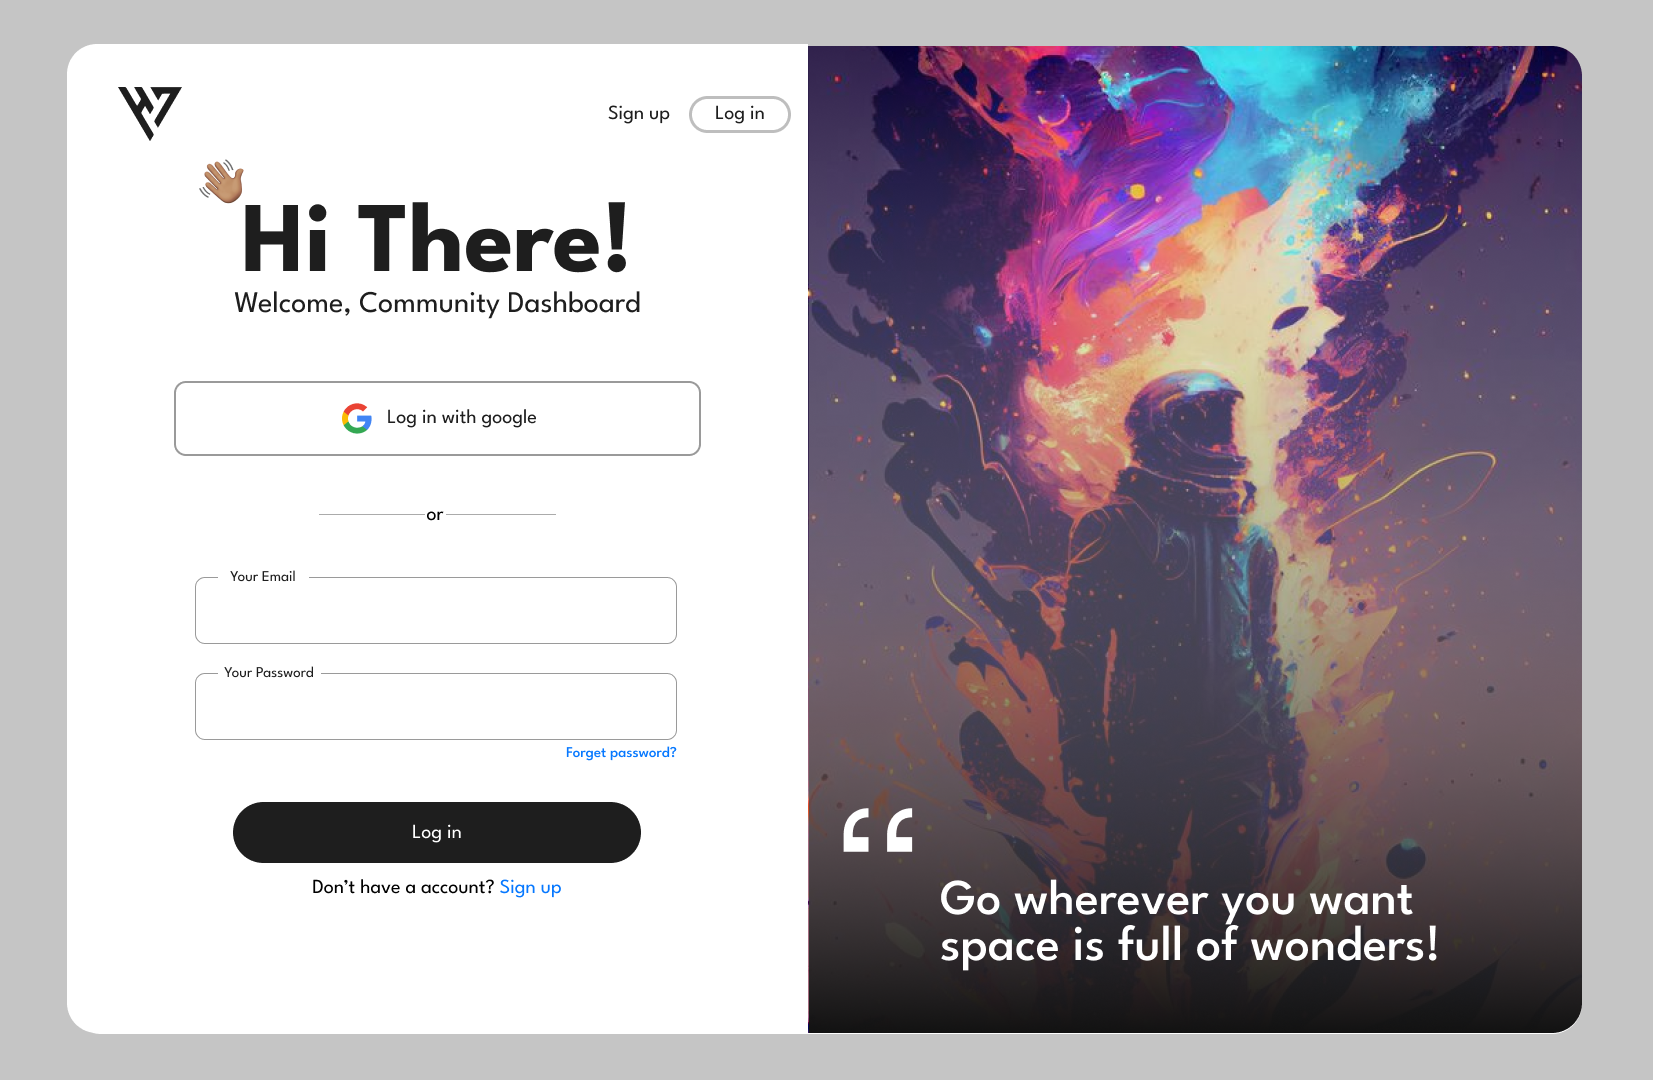 Sign up
Log in
Hi There!
Welcome, Community Dashboard
Log in with google
or
Your Email
Your Password
Forget password?
Log in
Don’t have a account? Sign up
“
Go wherever you want
space is full of wonders!